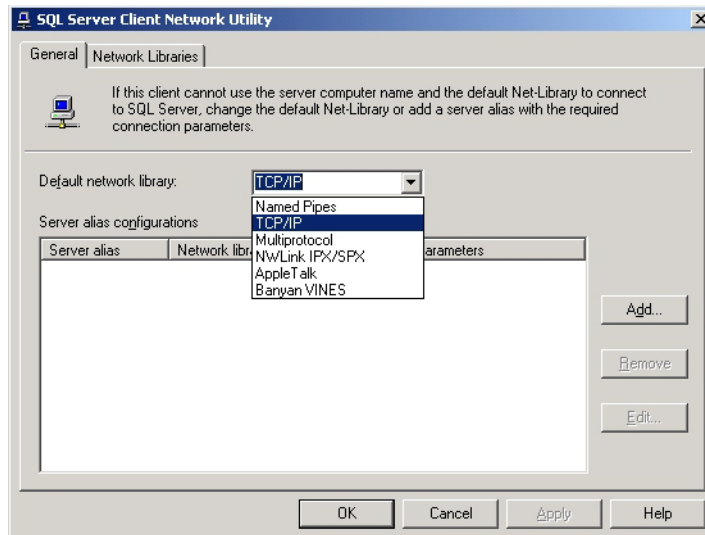 SQL Server Client Network Utility
General
Network Libraries
If this client cannot use the server computer name and the default Net-Library to connect
to SQL Server, change the default Net-Library or add a server alias with the required
connection parameters.
Default network library:
TCP/IP
Named Pipes
TCP/IP
Multiprotocol
NWLink IPX/SPX
AppleTalk
Banyan VINES
Server alias configurations
Server alias
Network libr
arameters
Add...
Remove
Edit...
OK
Cancel
Apply
Help